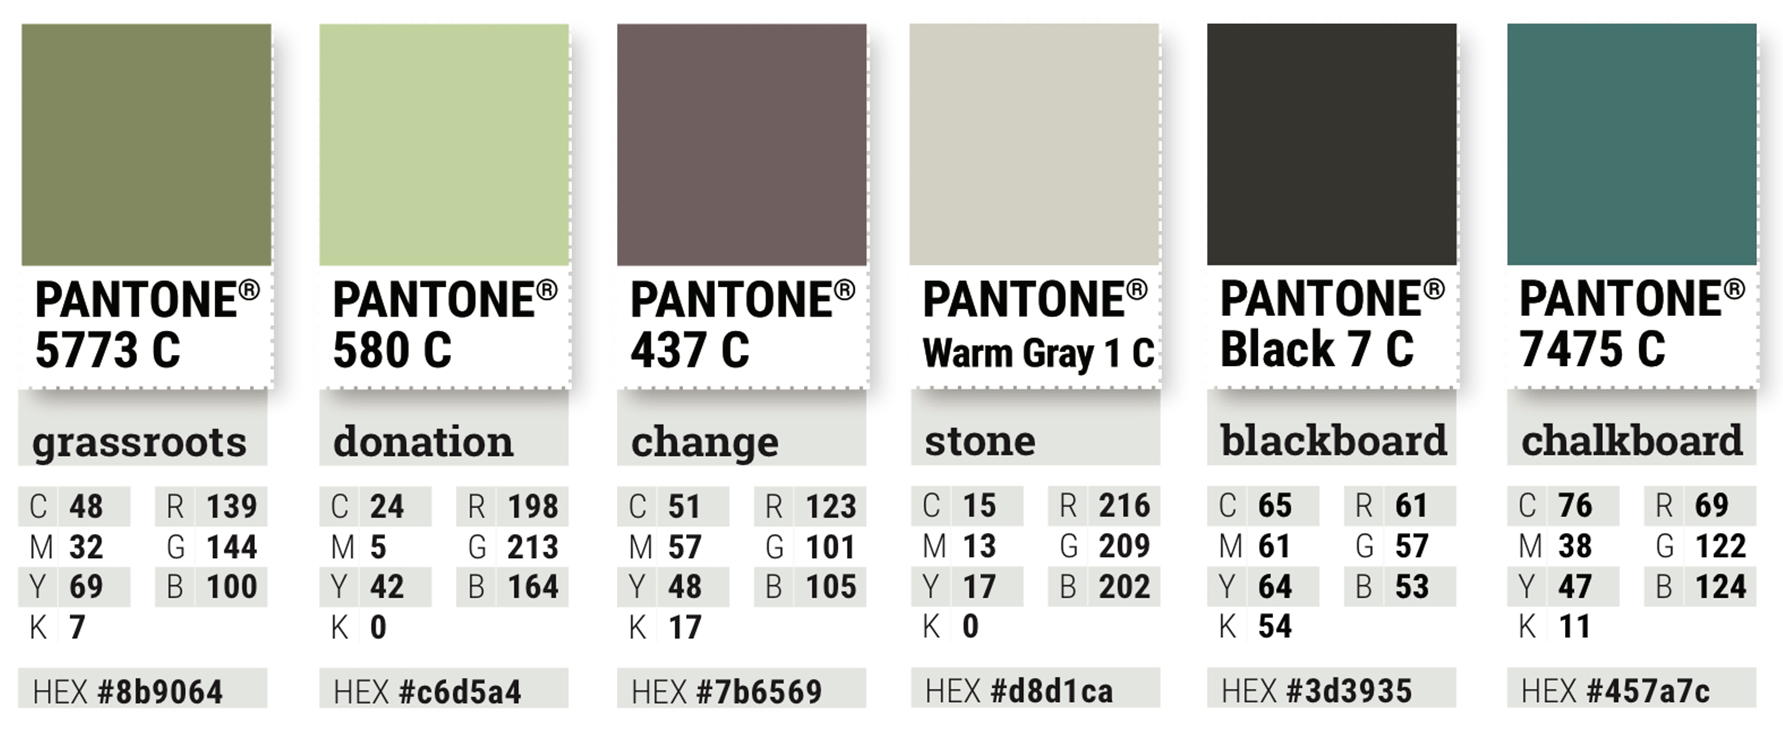 PANTONE®
5773 C
grassroots
C 48 R 139
M 32 G 144
Y 69 B 100
K 7
HEX #8b9064
PANTONE®
580 C
donation
C 24 R 198
M 5 G 213
Y 42 B 164
K 0
HEX #c6d5a4
PANTONE®
437 C
change
C 51 R 123
M 57 G 101
Y 48 B 105
K 17
HEX #7b6569
PANTONE®
Warm Gray 1 C
stone
C 15 R 216
M 13 G 209
Y 17 B 202
K 0
HEX #d8d1ca
PANTONE®
Black 7 C
blackboard
C 65 R 61
M 61 G 57
Y 64 B 53
K 54
HEX #3d3935
PANTONE®
7475 C
chalkboard
C 76 R 69
M 38 G 122
Y 47 B 124
K 11
HEX #457a7c